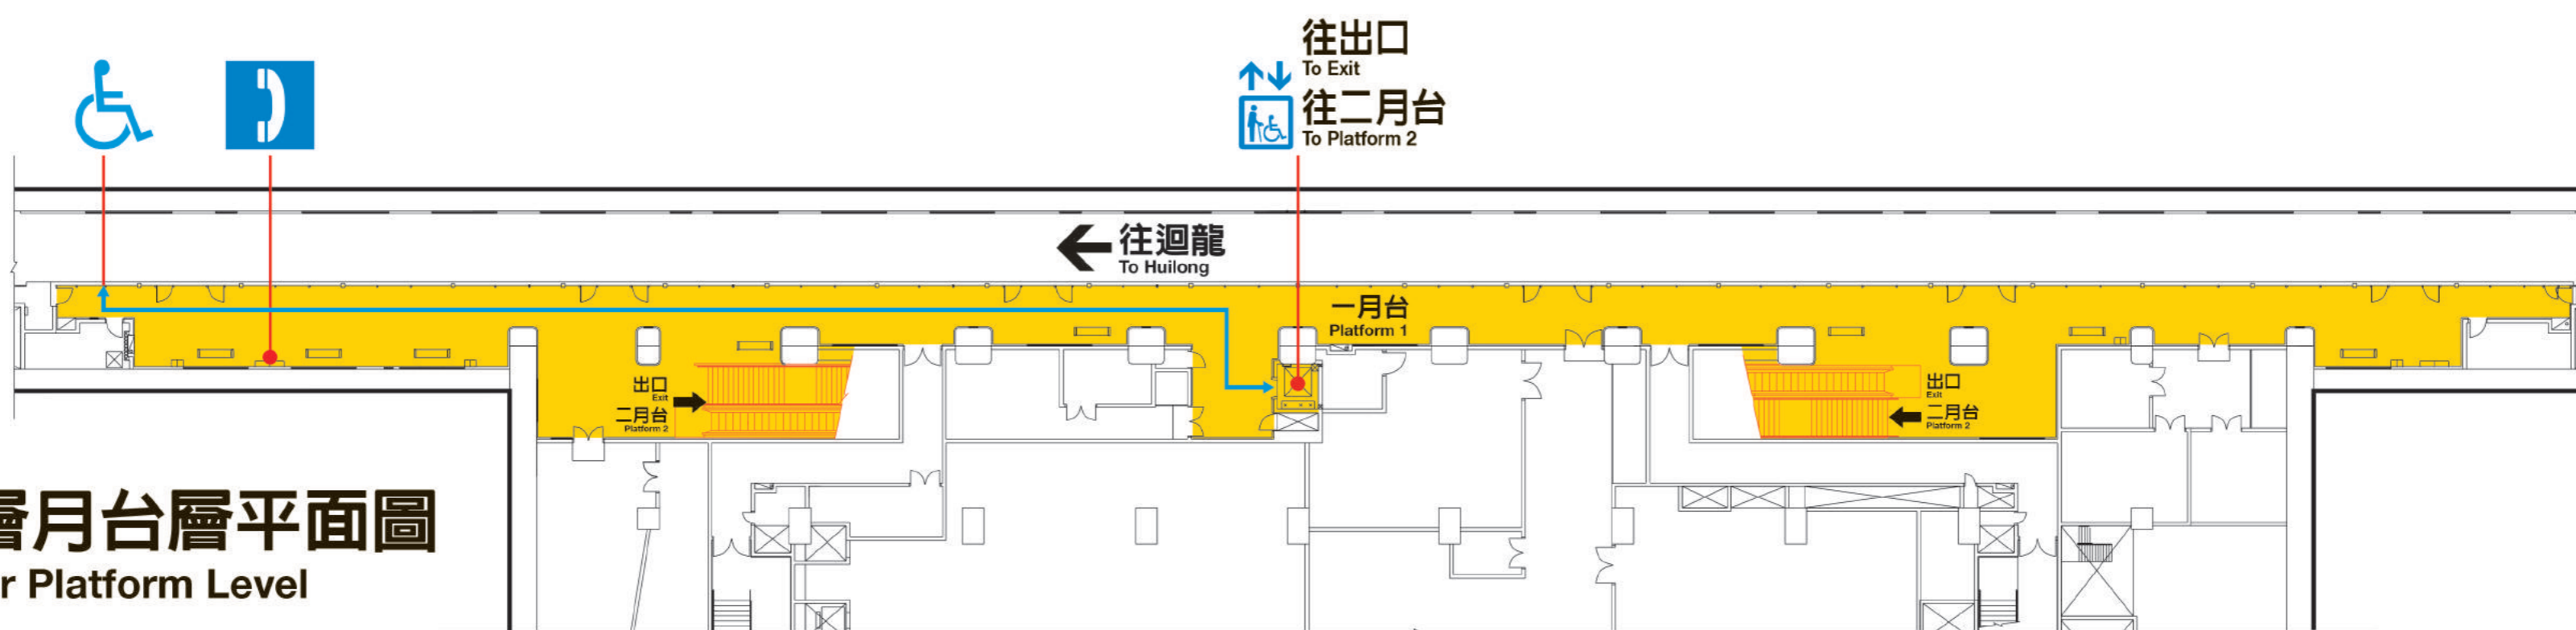 往出口
To Exit
往二月台
To Platform 2
往迴龍
To Huilong
一月台
Platform 1
出口
Exit
二月台
Platform 2
出口
Exit
二月台
Platform 2
層月台層平面圖
r Platform Level